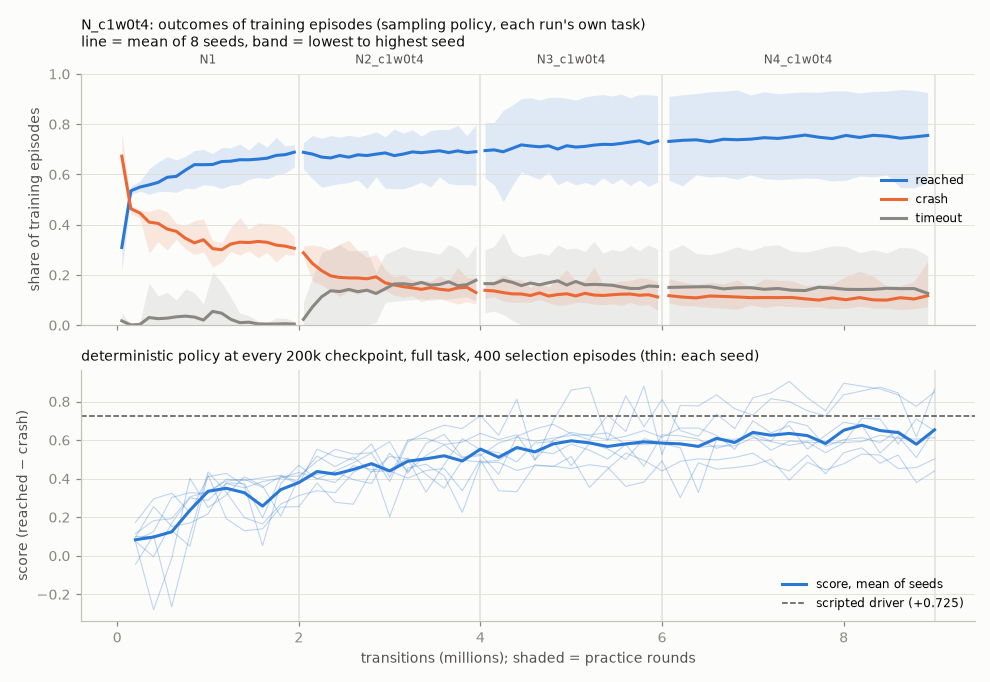 N_c1w0t4: outcomes of training episodes (sampling policy, each run's own task)
line = mean of 8 seeds, band = lowest to highest seed
N1
N2_c1w0t4
N3_c1w0t4
N4_c1w0t4
1.0
0.8
0.6
0.4
0.2
0.0
share of training episodes
reached
crash
timeout
deterministic policy at every 200k checkpoint, full task, 400 selection episodes (thin: each seed)
0.8
0.6
0.4
0.2
0.0
−0.2
score (reached − crash)
score, mean of seeds
scripted driver (+0.725)
0
2
4
6
8
transitions (millions); shaded = practice rounds